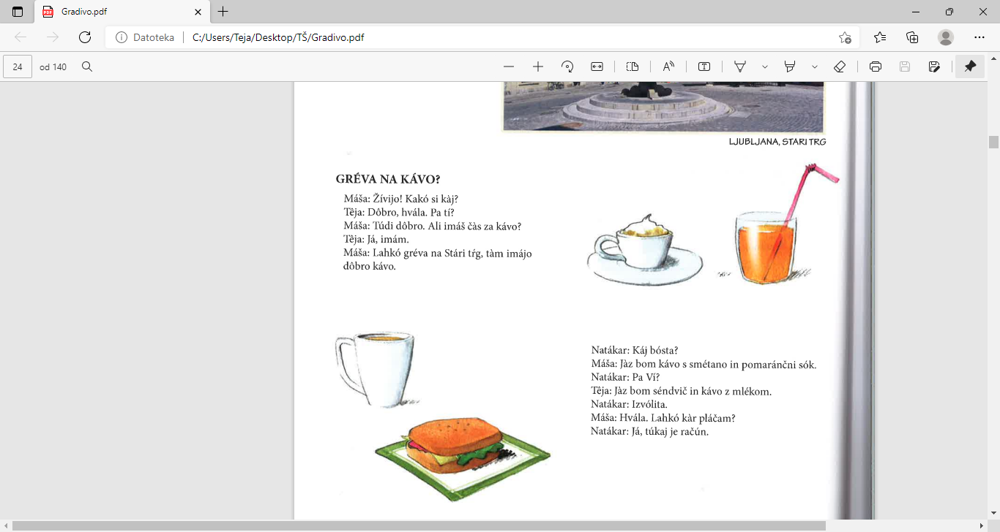 Gradivo.pdf
Datoteka
C:/Users/Teja/Desktop/TŠ/Gradivo.pdf
24 od 140
LJUBLJANA, STARI TRG
GRÉVA NA KÁVO?
Máša: Žívijo! Kakó si kàj?
Têja: Dôbro, hvála. Pa tí?
Máša: Túdi dôbro. Ali imáš čàs za kávo?
Têja: Já, imám.
Máša: Lahkó gréva na Stári tŕg, tàm imájo
dôbro kávo.
Natákar: Káj bósta?
Máša: Jàz bom kávo s smétano in pomaránčni sók.
Natákar: Pa Ví?
Têja: Jàz bom séndvič in kávo z mlékom.
Natákar: Izvólita.
Máša: Hvála. Lahkó kàr pláčam?
Natákar: Já, túkaj je račún.